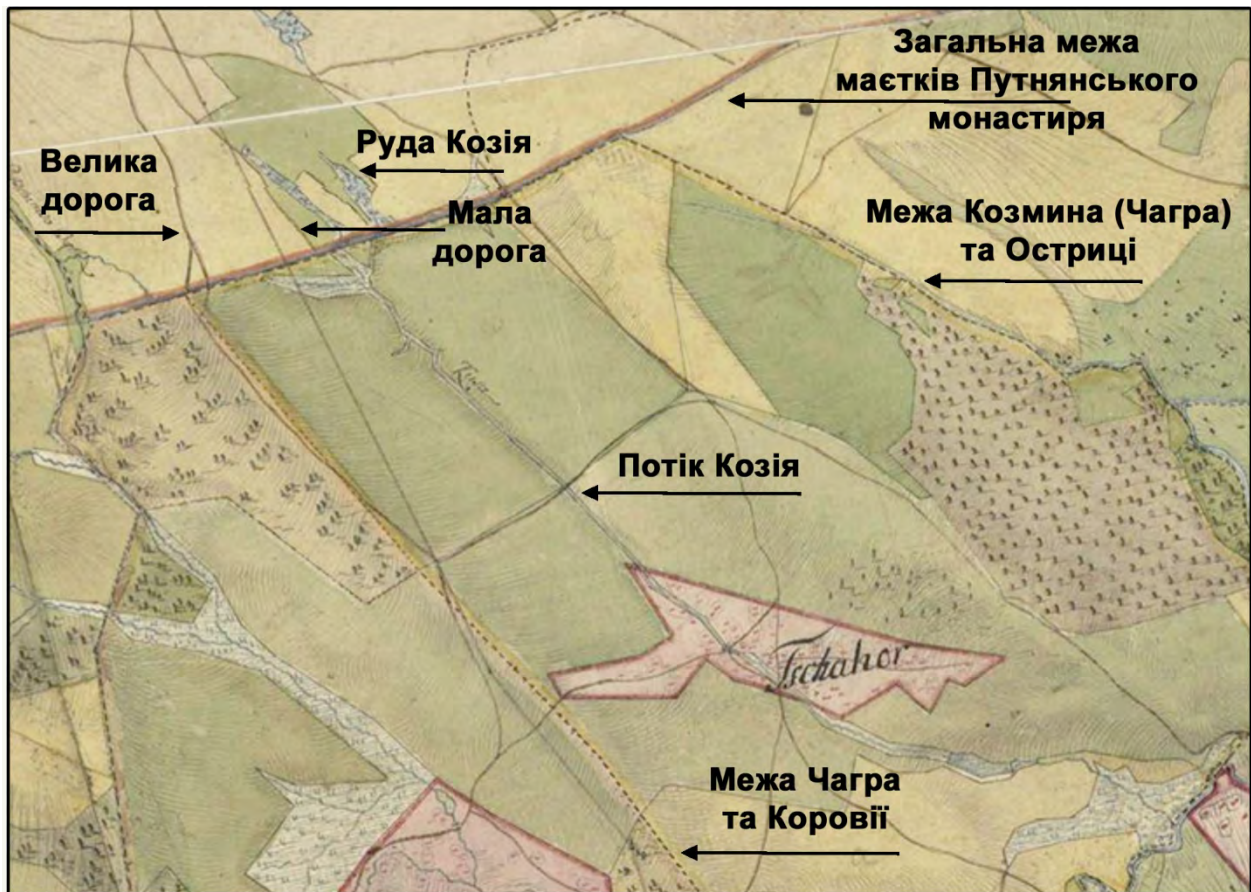 Загальна межа
маєтків Путнянського
монастиря
Руда Козія
Велика
дорога
Мала
дорога
Межа Козмина (Чагра)
та Остриці
Потік Козія
Tschahor
Межа Чагра
та Коровії